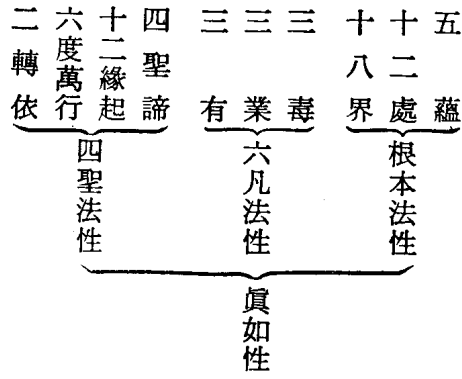 五蘊
十二處
十八界
根本法性
三毒
三業
三有
六凡法性
四聖諦
十二緣起
六度萬行
二轉依
四聖法性
眞如性